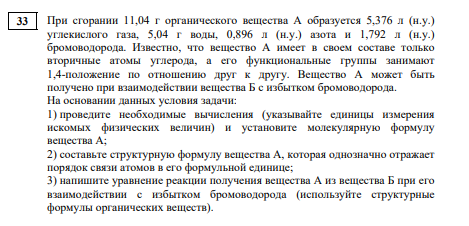 33
При сгорании 11,04 г органического вещества А образуется 5,376 л (н.у.)
углекислого газа, 5,04 г воды, 0,896 л (н.у.) азота и 1,792 л (н.у.)
бромоводорода. Известно, что вещество А имеет в своем составе только
вторичные атомы углерода, а его функциональные группы занимают
1,4-положение по отношению друг к другу. Вещество А может быть
получено при взаимодействии вещества Б с избытком бромоводорода.
На основании данных условия задачи:
1) проведите необходимые вычисления (указывайте единицы измерения
искомых физических величин) и установите молекулярную формулу
вещества А;
2) составьте структурную формулу вещества А, которая однозначно отражает
порядок связи атомов в его формульной единице;
3) напишите уравнение реакции получения вещества А из вещества Б при его
взаимодействии с избытком бромоводорода (используйте структурные
формулы органических веществ).